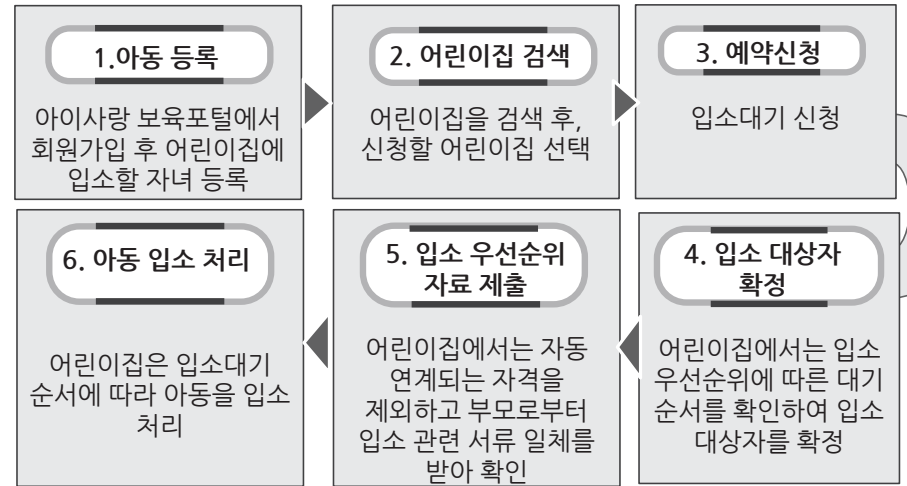 1.아동 등록
아이사랑 보육포털에서
회원가입 후 어린이집에
입소할 자녀 등록
2. 어린이집 검색
어린이집을 검색 후,
신청할 어린이집 선택
3. 예약신청
입소대기 신청
4. 입소 대상자
확정
어린이집에서는 입소
우선순위에 따른 대기
순서를 확인하여 입소
대상자를 확정
5. 입소 우선순위
자료 제출
어린이집에서는 자동
연계되는 자격을
제외하고 부모로부터
입소 관련 서류 일체를
받아 확인
6. 아동 입소 처리
어린이집은 입소대기
순서에 따라 아동을 입소
처리